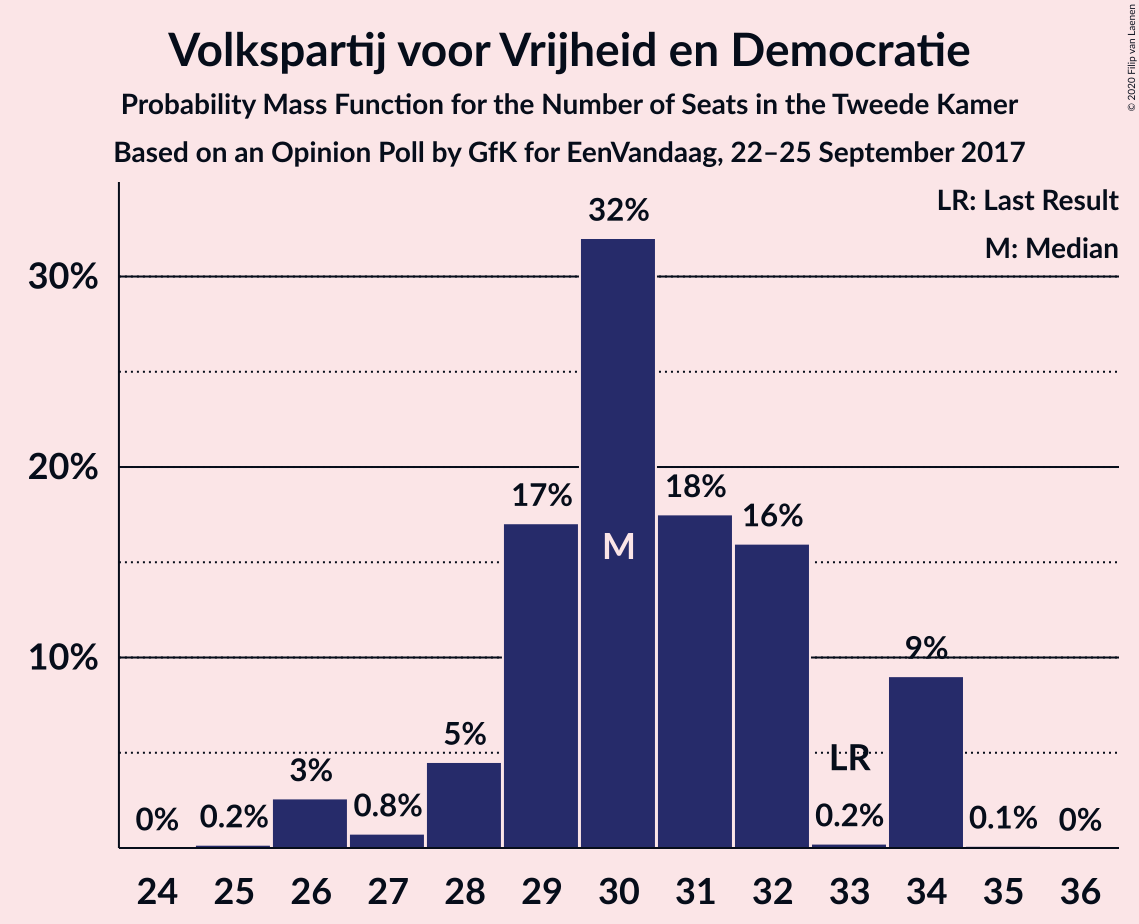 Volkspartij voor Vrijheid en Democratie
Probability Mass Function for the Number of Seats in the Tweede Kamer
Based on an Opinion Poll by GfK for EenVandaag, 22–25 September 2017
© 2020 Filip van Laenen
LR: Last Result
M: Median
30%
20%
10%
0%
0.2%
3%
0.8%
5%
17%
32%
M
18%
16%
LR
0.2%
9%
0.1%
0%
24 25 26 27 28 29 30 31 32 33 34 35 36